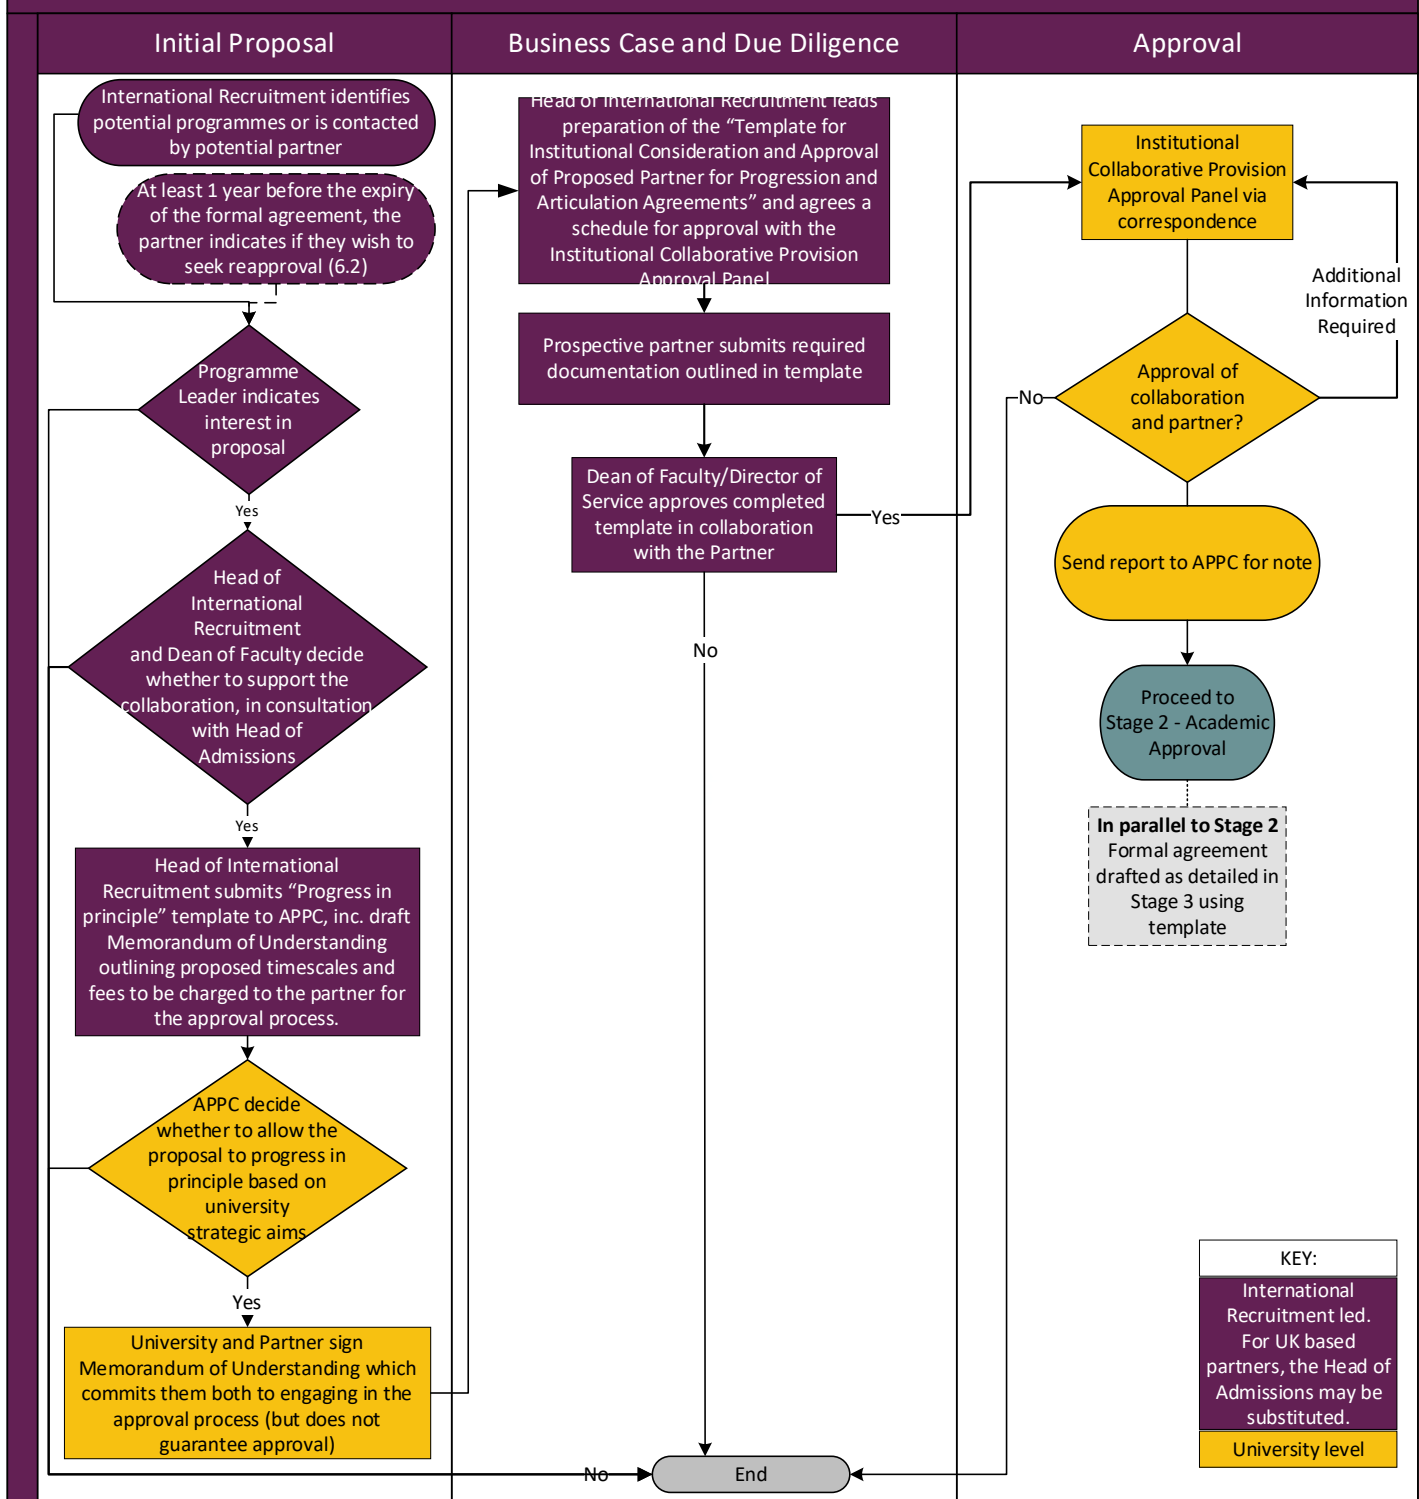 Initial Proposal
Business Case and Due Diligence
Approval
International Recruitment identifies
potential programmes or is contacted
by potential partner
At least 1 year before the expiry
of the formal agreement, the
partner indicates if they wish to
seek reapproval (6.2)
Programme
Leader indicates
interest in
proposal
Yes
Head of
International
Recruitment
and Dean of Faculty decide
whether to support the
collaboration, in consultation
with Head of
Admissions
Yes
Head of International
Recruitment submits “Progress in
principle” template to APPC, inc. draft
Memorandum of Understanding
outlining proposed timescales and
fees to be charged to the partner for
the approval process.
APPC decide
whether to allow the
proposal to progress in
principle based on
university
strategic aims
Yes
University and Partner sign
Memorandum of Understanding which
commits them both to engaging in the
approval process (but does not
guarantee approval)
No
Head of International Recruitment leads
preparation of the “Template for
Institutional Consideration and Approval
of Proposed Partner for Progression and
Articulation Agreements” and agrees a
schedule for approval with the
Institutional Collaborative Provision
Approval Panel
Prospective partner submits required
documentation outlined in template
Dean of Faculty/Director of
Service approves completed
template in collaboration
with the Partner
Yes
No
End
Institutional
Collaborative Provision
Approval Panel via
correspondence
Additional
Information
Required
Approval of
collaboration
and partner?
No
Send report to APPC for note
Proceed to
Stage 2 - Academic
Approval
In parallel to Stage 2
Formal agreement
drafted as detailed in
Stage 3 using
template
KEY:
International
Recruitment led.
For UK based
partners, the Head of
Admissions may be
substituted.
University level